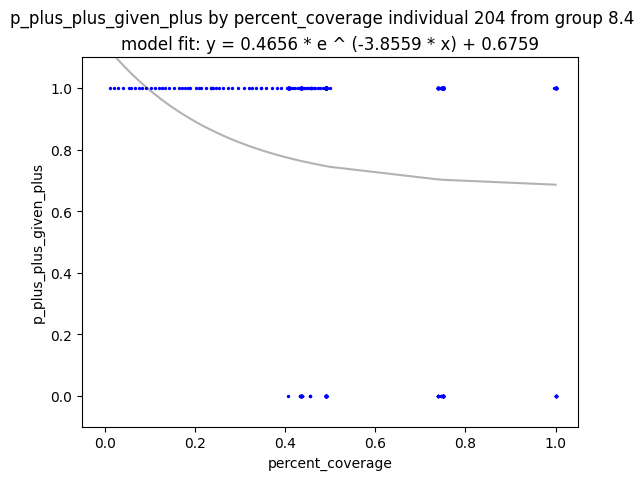 p_plus_plus_given_plus by percent_coverage individual 204 from group 8.4
model fit: y = 0.4656 * e ^ (-3.8559 * x) + 0.6759
p_plus_plus_given_plus
1.0
0.8
0.6
0.4
0.2
0.0
0.0 0.2 0.4 0.6 0.8 1.0
percent_coverage